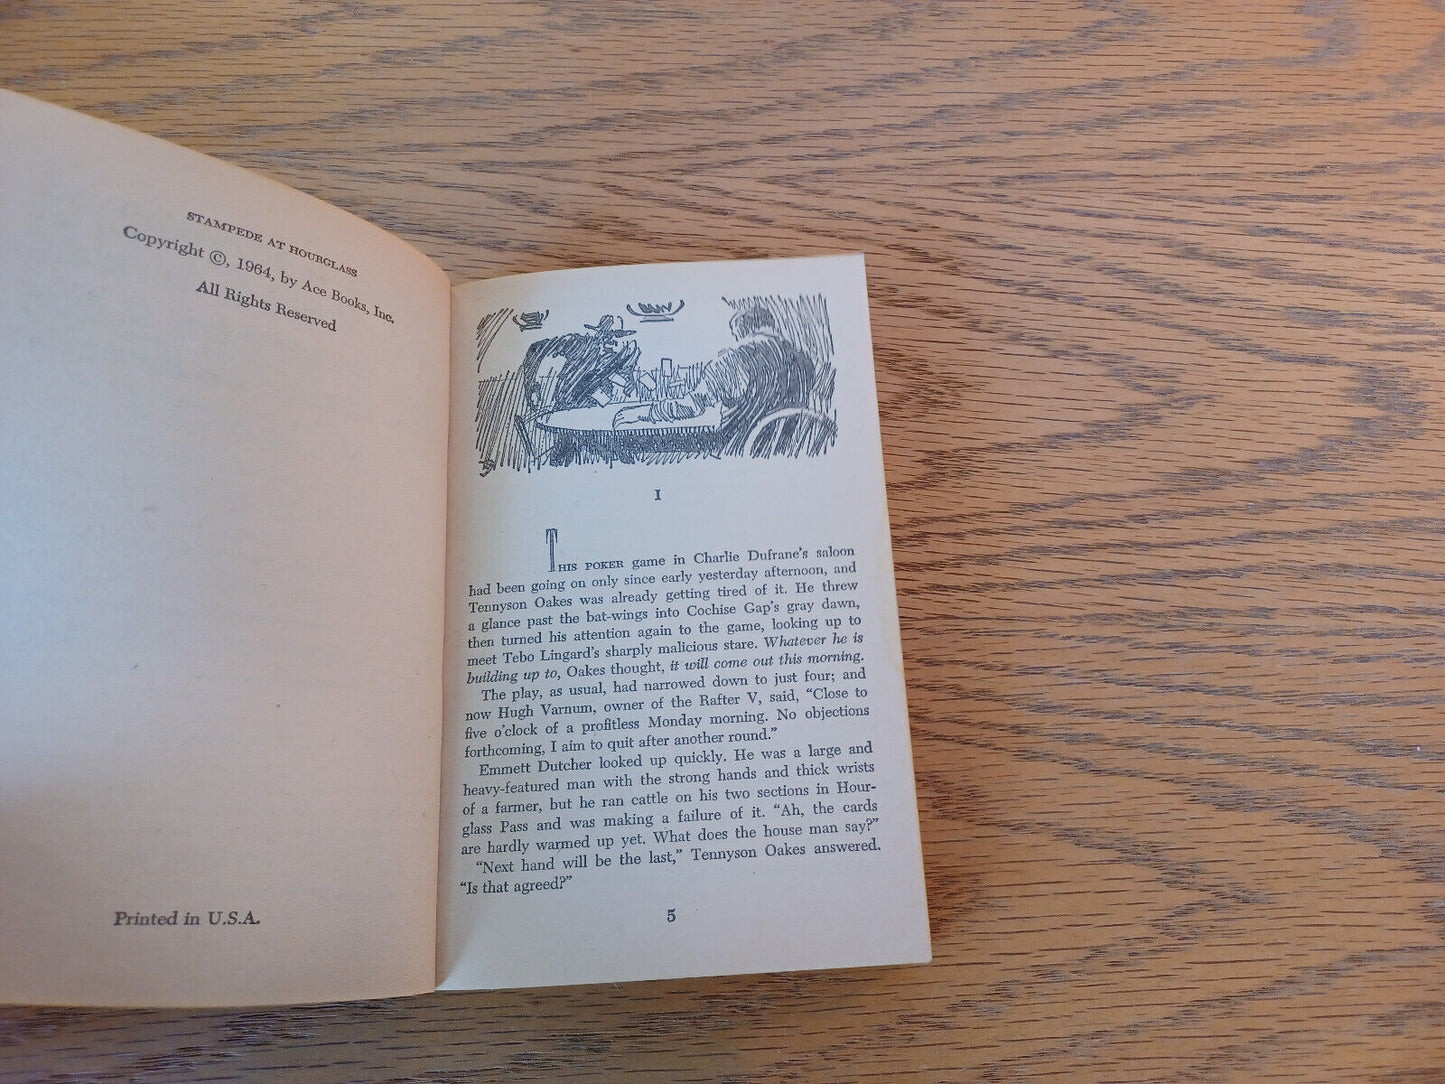 STAMPEDE AT HOURGLASS
Copyright ©, 1964, by Ace Books, Inc.
All Rights Reserved
Printed in U.S.A.
I
THIS POKER game in Charlie Dufrane's saloon
had been going on only since early yesterday afternoon, and
Tennyson Oakes was already getting tired of it. He threw
a glance past the bat-wings into Cochise Gap's gray dawn,
then turned his attention again to the game, looking up to
meet Tebo Lingard's sharply malicious stare. Whatever he is
building up to, Oakes thought, it will come out this morning.
The play, as usual, had narrowed down to just four; and
now Hugh Varnum, owner of the Rafter V, said, “Close to
five o'clock of a profitless Monday morning. No objections
forthcoming, I aim to quit after another round.”
Emmett Dutcher looked up quickly. He was a large and
heavy-featured man with the strong hands and thick wrists
of a farmer, but he ran cattle on his two sections in Hour-
glass Pass and was making a failure of it. “Ah, the cards
are hardly warmed up yet. What does the house man say?”
“Next hand will be the last,” Tennyson Oakes answered.
“Is that agreed?”
5